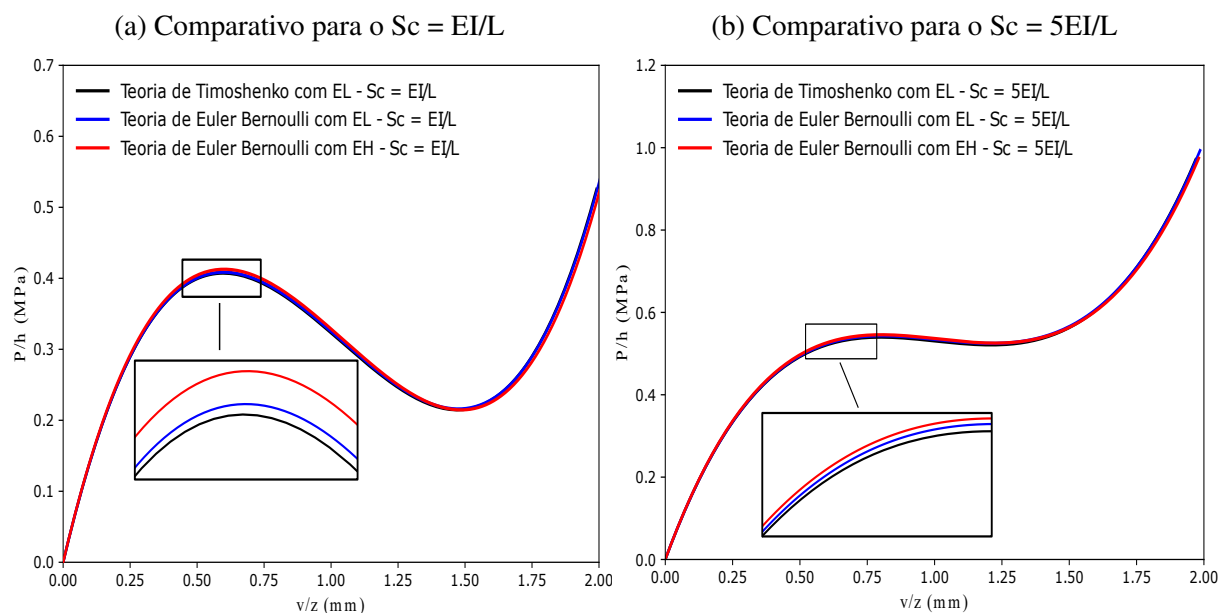 (a) Comparativo para o Sc = EI/L
0.7
0.6
0.5
0.4
0.3
0.2
0.1
0.0
P/h (MPa)
Teoria de Timoshenko com EL - Sc = EI/L
Teoria de Euler Bernoulli com EL - Sc = EI/L
Teoria de Euler Bernoulli com EH - Sc = EI/L
0.00 0.25 0.50 0.75 1.00 1.25 1.50 1.75 2.00
v/z (mm)
(b) Comparativo para o Sc = 5EI/L
1.2
1.0
0.8
0.6
0.4
0.2
0.0
P/h (MPa)
Teoria de Timoshenko com EL - Sc = 5EI/L
Teoria de Euler Bernoulli com EL - Sc = 5EI/L
Teoria de Euler Bernoulli com EH - Sc = 5EI/L
0.00 0.25 0.50 0.75 1.00 1.25 1.50 1.75 2.00
v/z (mm)